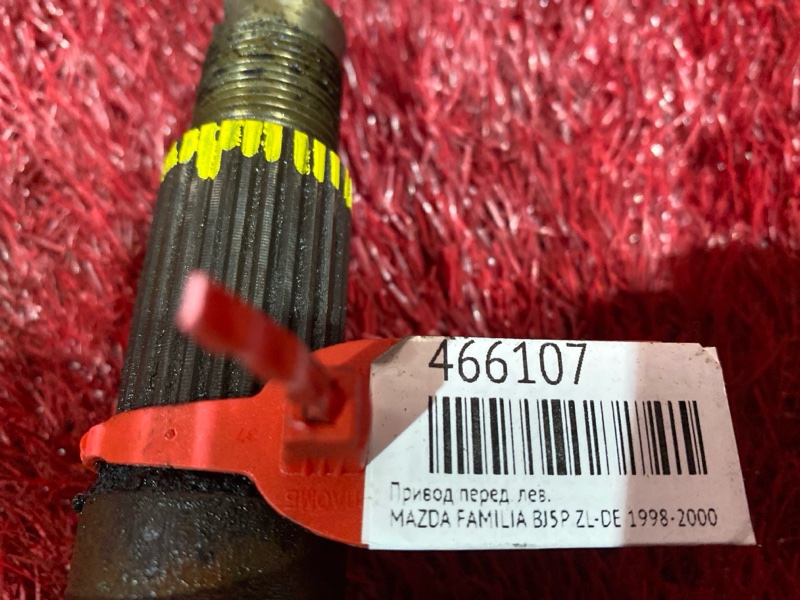 466107
Привод перед. лев.
MAZDA FAMILIA BJ5P ZL-DE 1998-2000